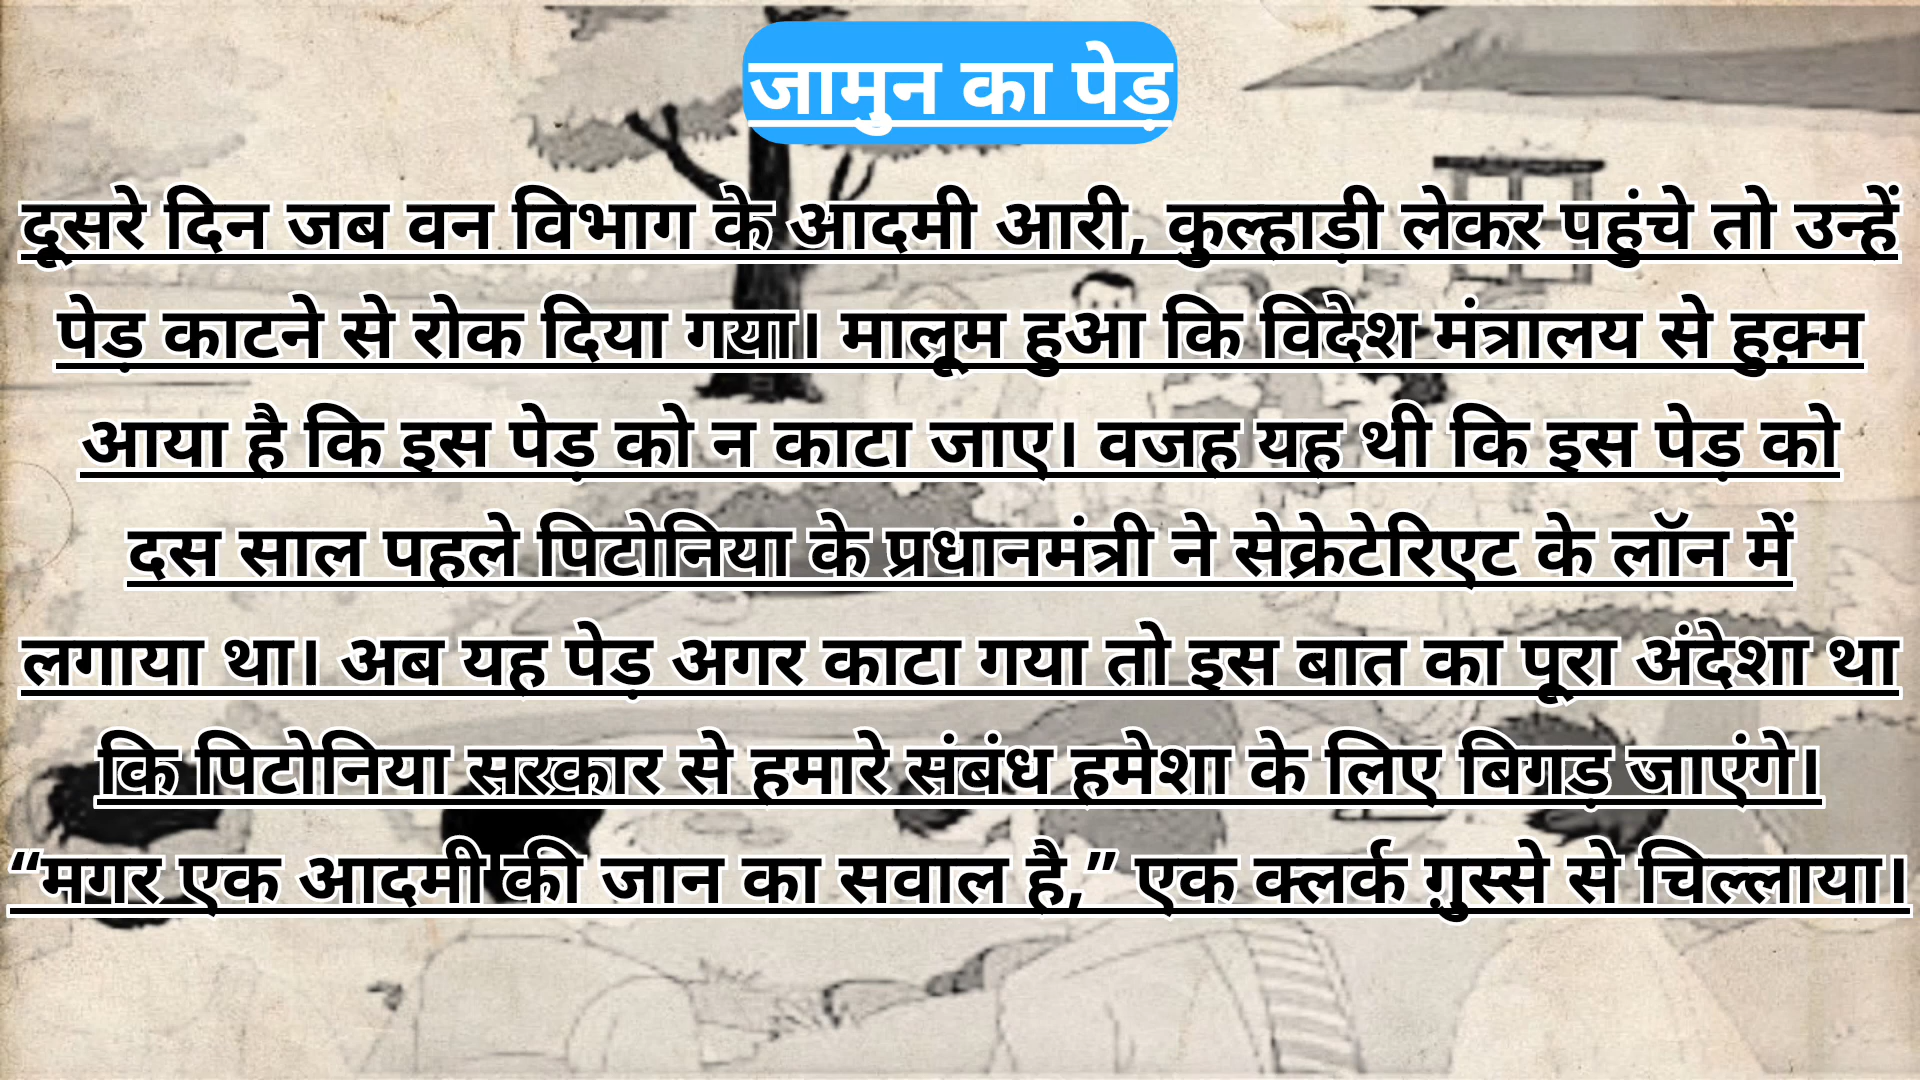 जामुन का पेड़
दूसरे दिन जब वन विभाग के आदमी आरी, कुल्हाड़ी लेकर पहुंचे तो उन्हें
पेड़ काटने से रोक दिया गया। मालूम हुआ कि विदेश मंत्रालय से हुक़्म
आया है कि इस पेड़ को न काटा जाए। वजह यह थी कि इस पेड़ को
दस साल पहले पिटोनिया के प्रधानमंत्री ने सेक्रेटेरिएट के लॉन में
लगाया था। अब यह पेड़ अगर काटा गया तो इस बात का पूरा अंदेशा था
कि पिटोनिया सरकार से हमारे संबंध हमेशा के लिए बिगड़ जाएंगे।
“मगर एक आदमी की जान का सवाल है,” एक क्लर्क ग़ुस्से से चिल्लाया।